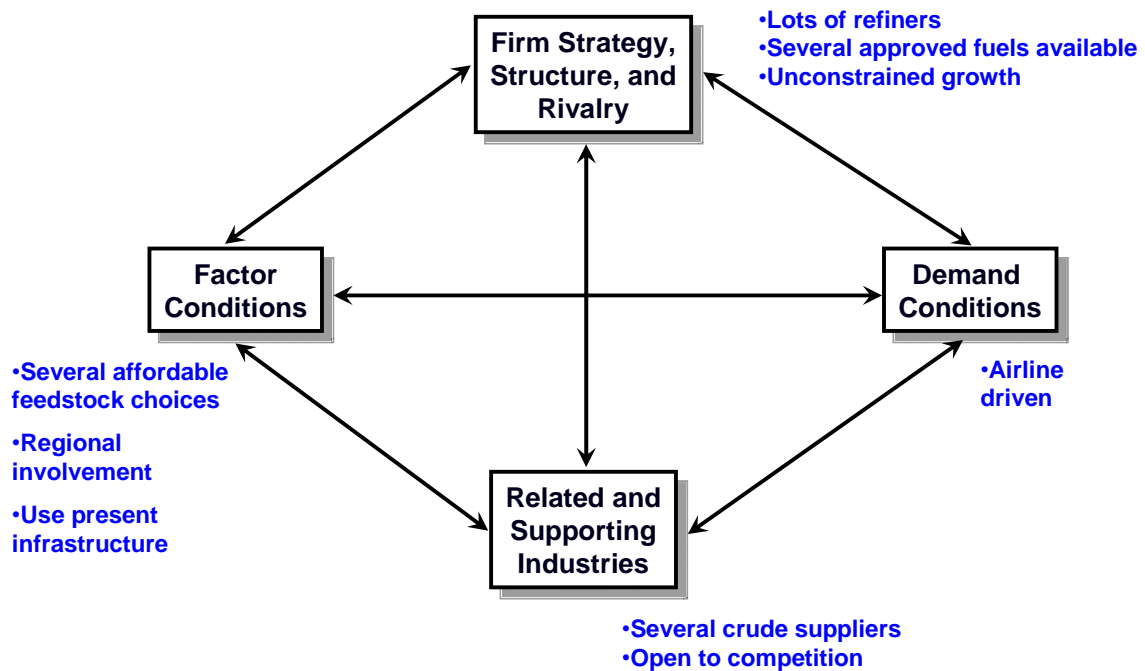 Firm Strategy,
Structure, and
Rivalry
•Lots of refiners
•Several approved fuels available
•Unconstrained growth
Factor
Conditions
Demand
Conditions
•Several affordable
feedstock choices
•Regional
involvement
•Use present
infrastructure
•Airline
driven
Related and
Supporting
Industries
•Several crude suppliers
•Open to competition